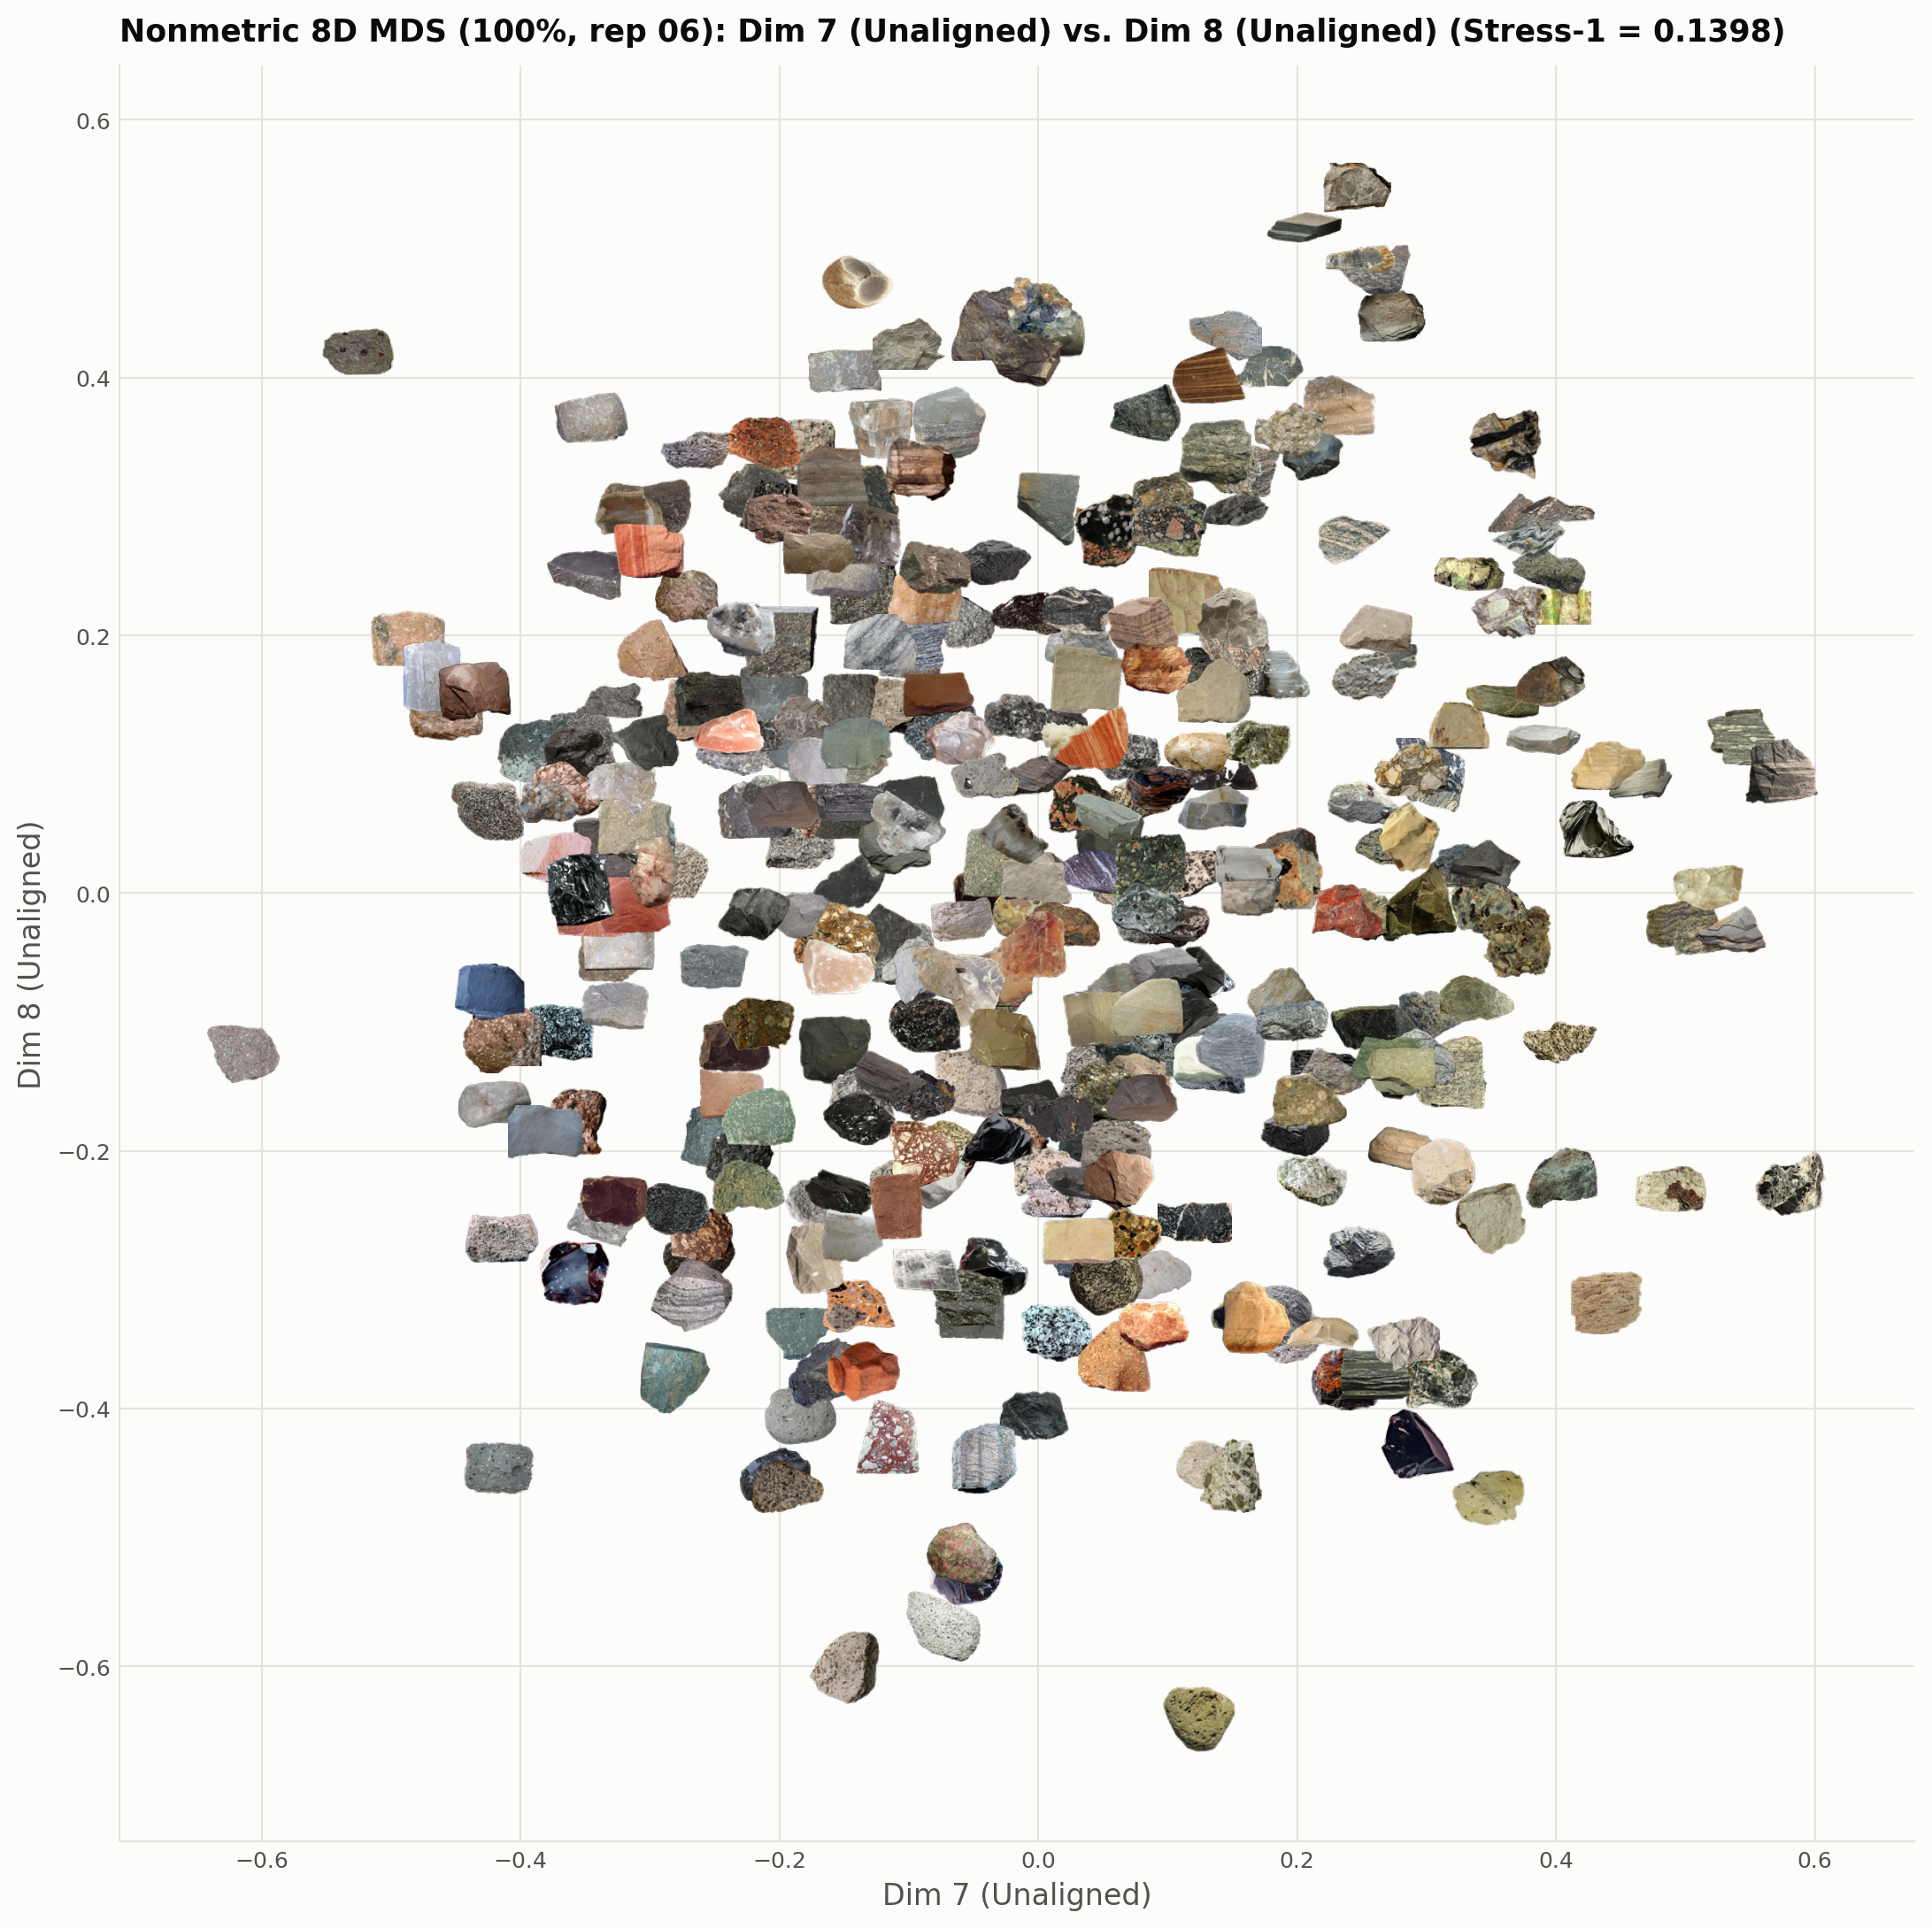 Nonmetric 8D MDS (100%, rep 06): Dim 7 (Unaligned) vs. Dim 8 (Unaligned) (Stress-1 = 0.1398)
0.6
0.4
0.2
0.0
−0.2
−0.4
−0.6
Dim 8 (Unaligned)
−0.6 −0.4 −0.2 0.0 0.2 0.4 0.6
Dim 7 (Unaligned)